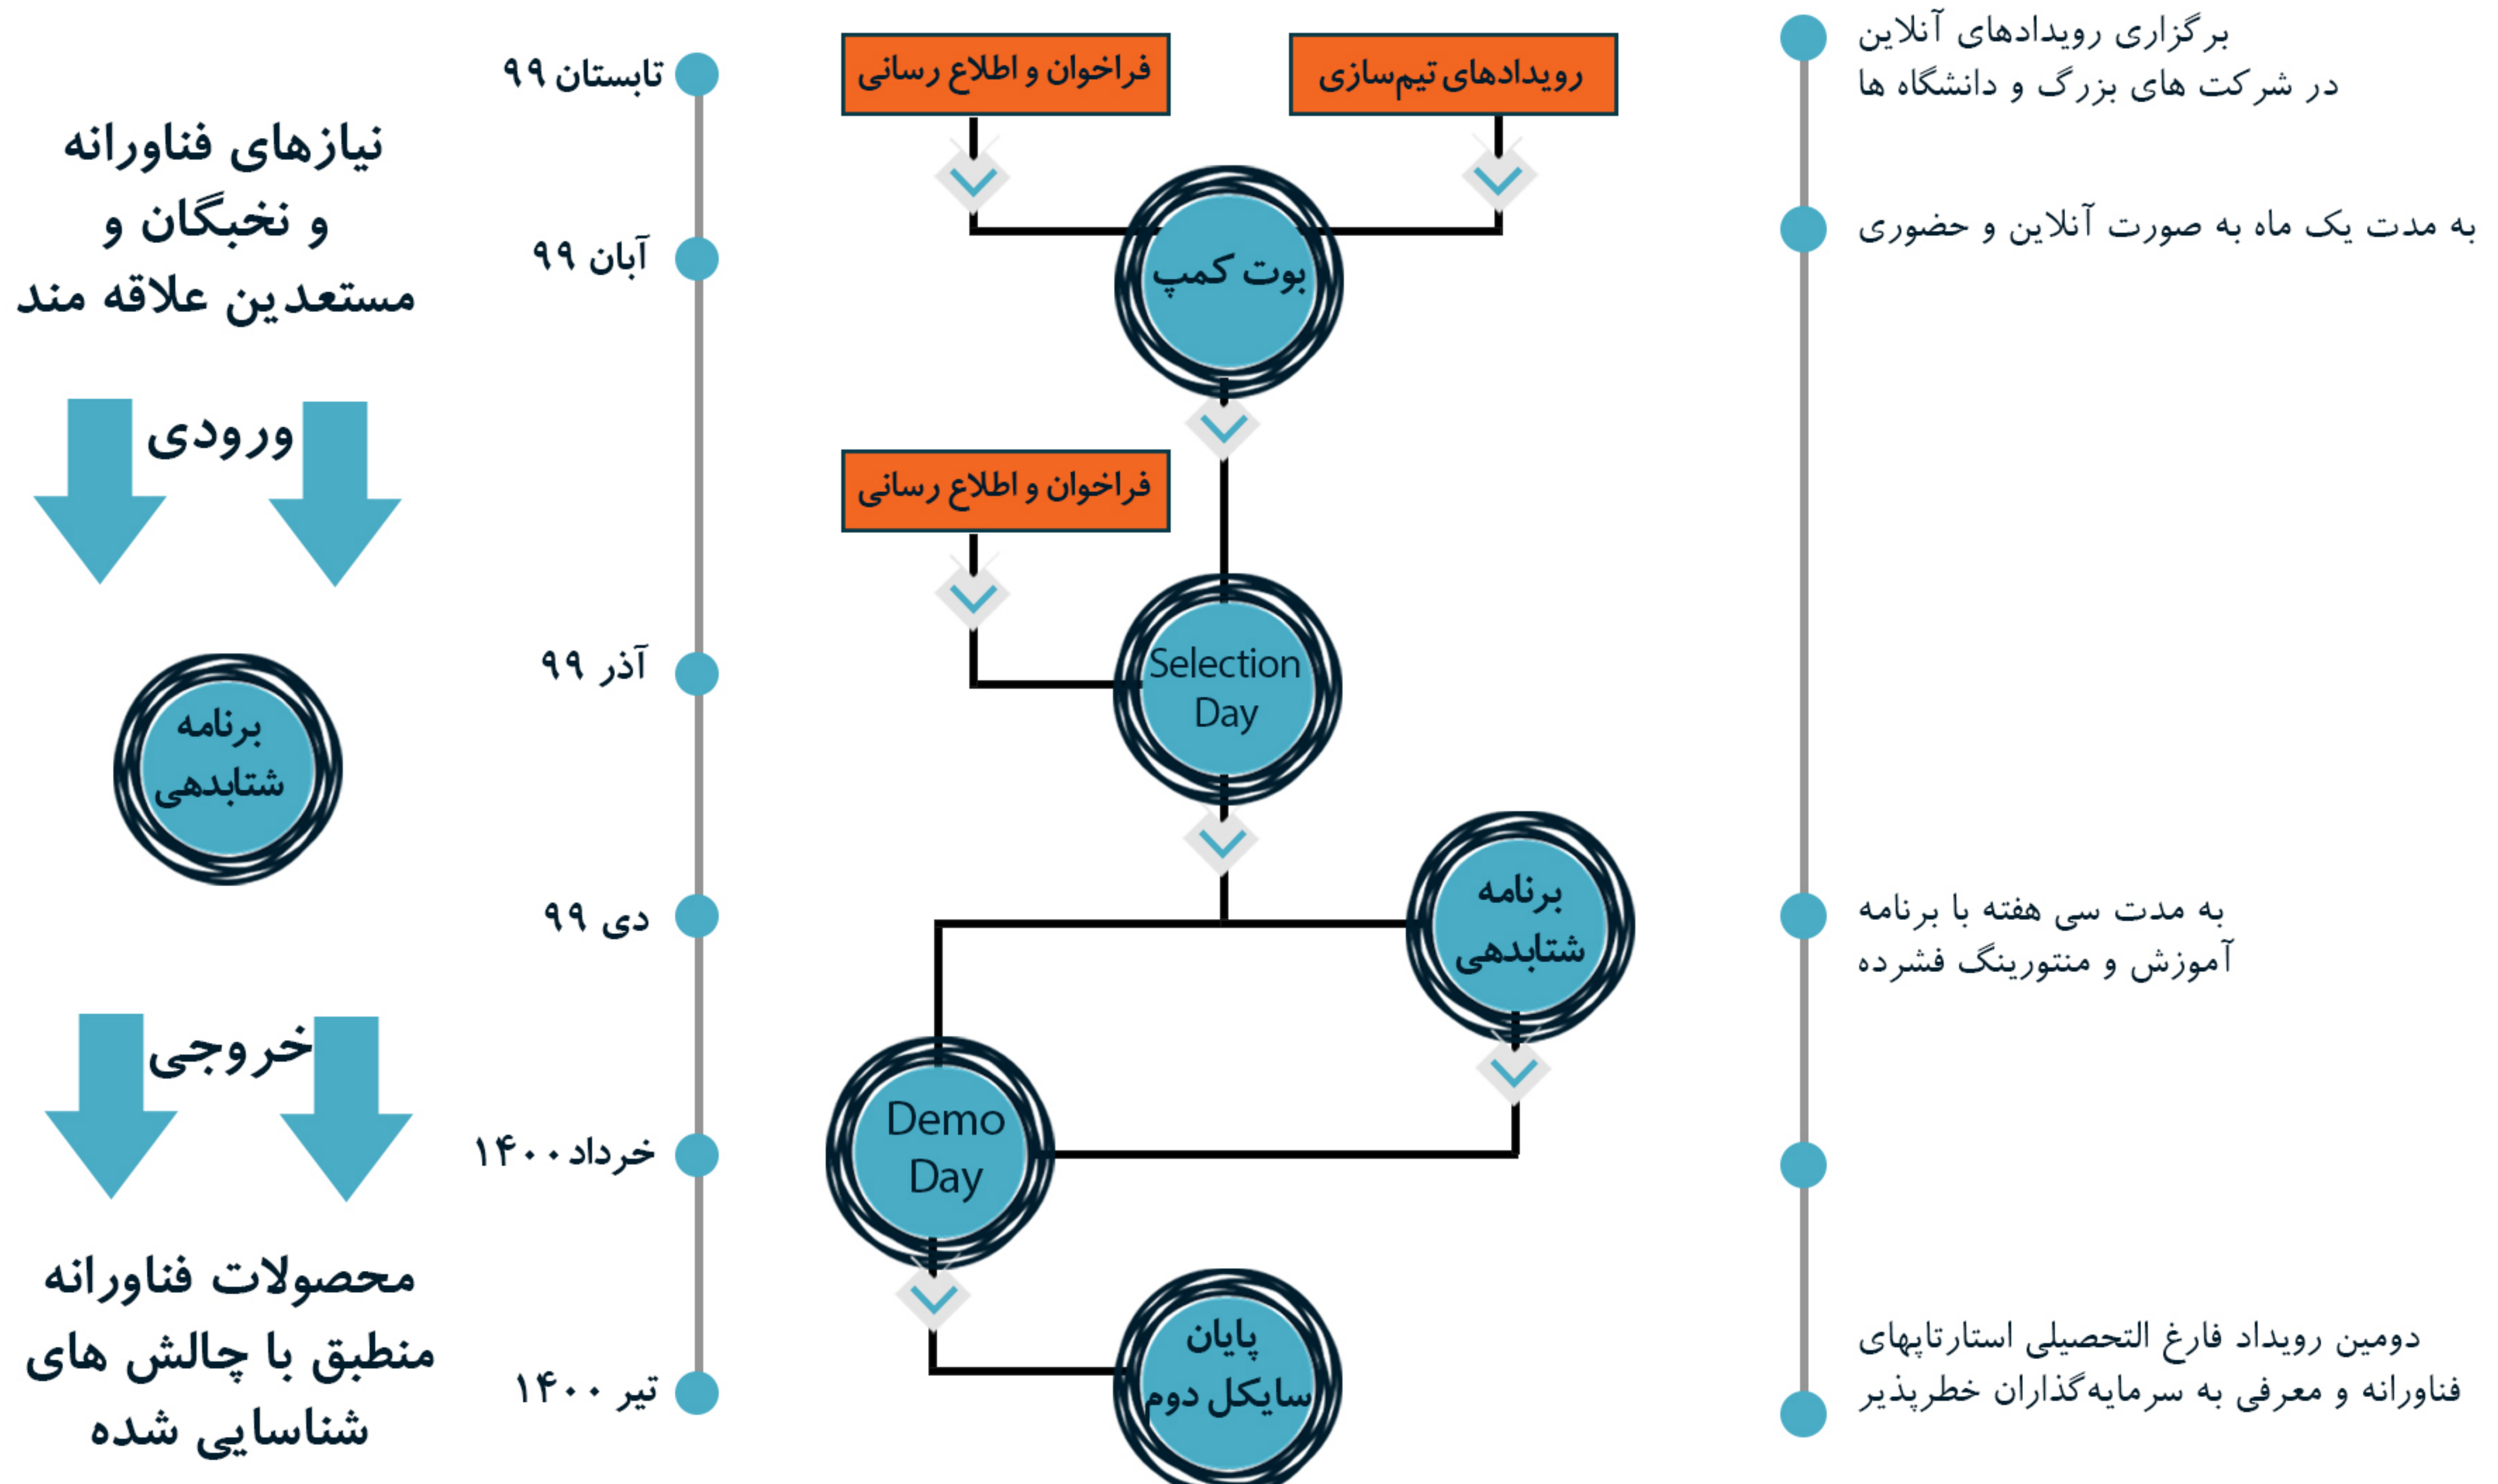 برگزاری رویدادهای آنلاین
در شرکت های بزرگ و دانشگاه ها
به مدت یک ماه به صورت آنلاین و حضوری
به مدت سی هفته با برنامه
آموزش و منتورینگ فشرده
دومین رویداد فارغ التحصیلی استارتاپهای
فناورانه و معرفی به سرمایه‌گذاران خطرپذیر
رویدادهای تیم‌سازی
فراخوان و اطلاع رسانی
بوت کمپ
فراخوان و اطلاع رسانی
Selection
Day
برنامه
شتابدهی
Demo
Day
پایان
سایکل دوم
تابستان ۹۹
آبان ۹۹
آذر ۹۹
دی ۹۹
خرداد ۱۴۰۰
تیر ۱۴۰۰
نیازهای فناورانه
و نخبگان و
مستعدین علاقه مند
ورودی
برنامه
شتابدهی
خروجی
محصولات فناورانه
منطبق با چالش های
شناسایی شده